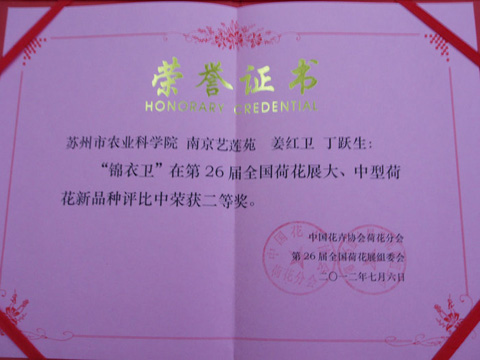 荣誉证书
HONORARY CREDENTIAL
苏州市农业科学院 南京艺莲苑 姜红卫 丁跃生：
“锦衣卫”在第26届全国荷花展大、中型荷
花新品种评比中荣获二等奖。
中国花卉协会荷花分会
第26届全国荷花展组委会
二〇一二年七月六日